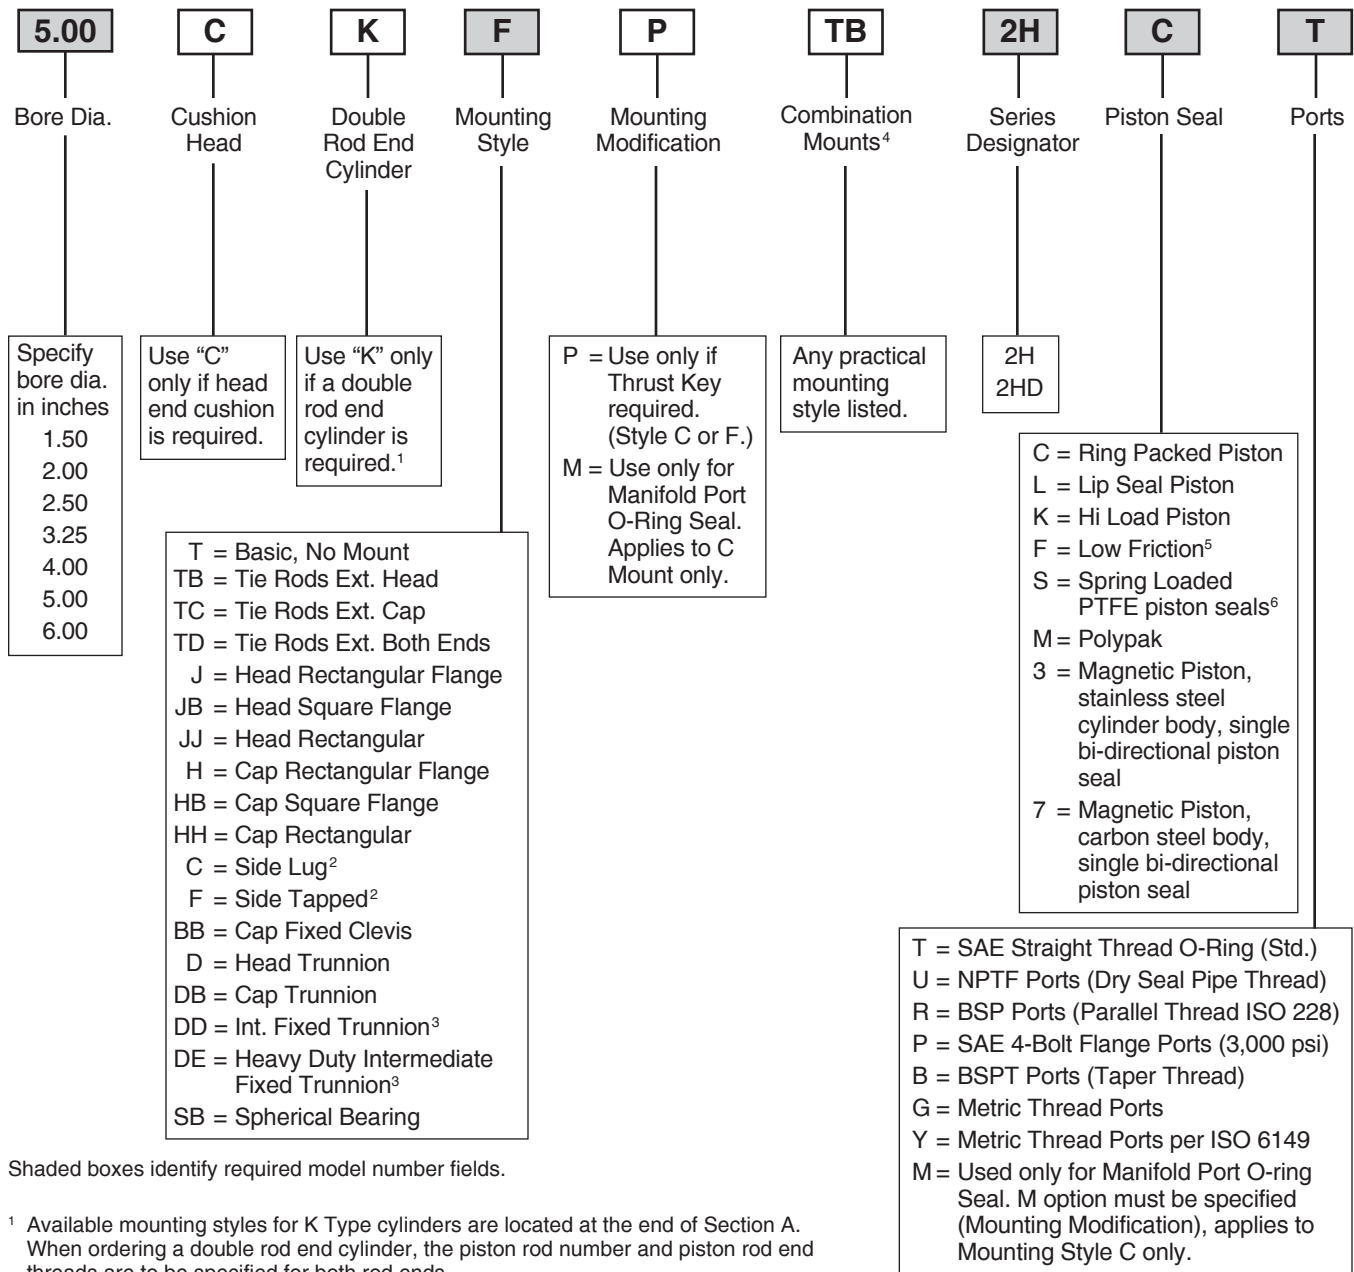 5.00 C K F P TB 2H C T
Bore Dia.
Cushion
Head
Double
Rod End
Cylinder
Mounting
Style
Mounting
Modification
Combination
Mounts⁴
Series
Designator
Piston Seal
Ports
Specify
bore dia.
in inches
1.50
2.00
2.50
3.25
4.00
5.00
6.00
Use “C”
only if head
end cushion
is required.
Use “K” only
if a double
rod end
cylinder is
required.¹
T = Basic, No Mount
TB = Tie Rods Ext. Head
TC = Tie Rods Ext. Cap
TD = Tie Rods Ext. Both Ends
J = Head Rectangular Flange
JB = Head Square Flange
JJ = Head Rectangular
H = Cap Rectangular Flange
HB = Cap Square Flange
HH = Cap Rectangular
C = Side Lug²
F = Side Tapped²
BB = Cap Fixed Clevis
D = Head Trunnion
DB = Cap Trunnion
DD = Int. Fixed Trunnion³
DE = Heavy Duty Intermediate
Fixed Trunnion³
SB = Spherical Bearing
P = Use only if
Thrust Key
required.
(Style C or F.)
M = Use only for
Manifold Port
O-Ring Seal.
Applies to C
Mount only.
Any practical
mounting
style listed.
2H
2HD
C = Ring Packed Piston
L = Lip Seal Piston
K = Hi Load Piston
F = Low Friction⁵
S = Spring Loaded
PTFE piston seals⁶
M = Polypak
3 = Magnetic Piston,
stainless steel
cylinder body, single
bi-directional piston
seal
7 = Magnetic Piston,
carbon steel body,
single bi-directional
piston seal
T = SAE Straight Thread O-Ring (Std.)
U = NPTF Ports (Dry Seal Pipe Thread)
R = BSP Ports (Parallel Thread ISO 228)
P = SAE 4-Bolt Flange Ports (3,000 psi)
B = BSPT Ports (Taper Thread)
G = Metric Thread Ports
Y = Metric Thread Ports per ISO 6149
M = Used only for Manifold Port O-ring
Seal. M option must be specified
(Mounting Modification), applies to
Mounting Style C only.
Shaded boxes identify required model number fields.
¹ Available mounting styles for K Type cylinders are located at the end of Section A.
When ordering a double rod end cylinder, the piston rod number and piston rod end
threads are to be specified for both rod ends.